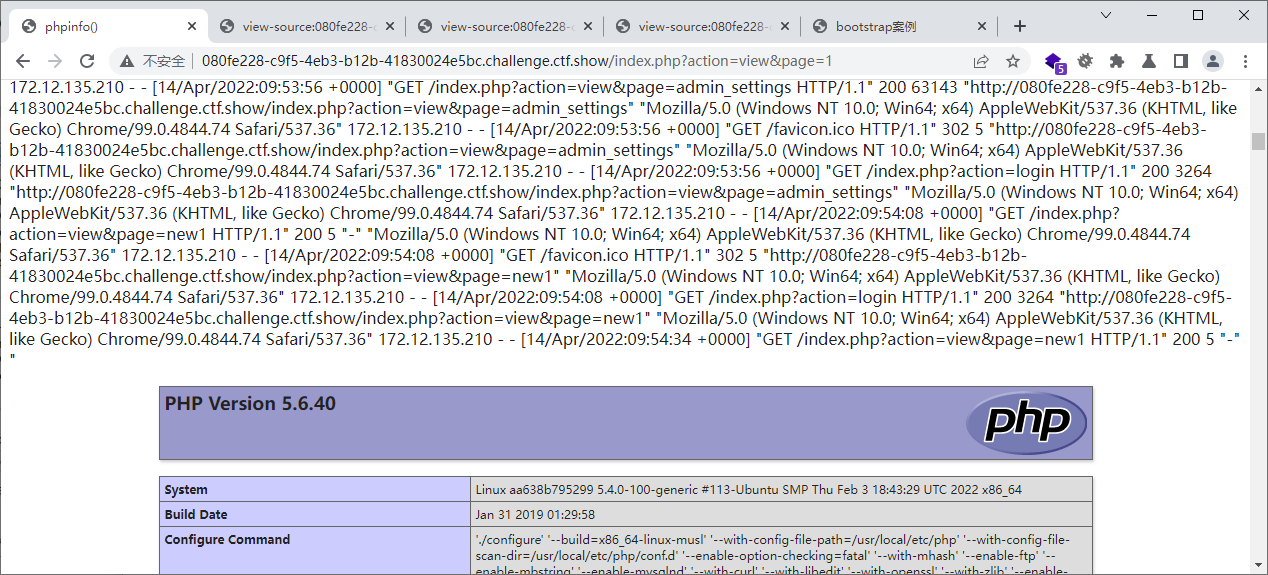 phpinfo()
view-source:080fe228-c
view-source:080fe228-c
view-source:080fe228-c
bootstrap案例
不安全
080fe228-c9f5-4eb3-b12b-41830024e5bc.challenge.ctf.show/index.php?action=view&page=1
5
172.12.135.210 - - [14/Apr/2022:09:53:56 +0000] "GET /index.php?action=view&page=admin_settings HTTP/1.1" 200 63143 "http://080fe228-c9f5-4eb3-b12b-
41830024e5bc.challenge.ctf.show/index.php?action=view&page=admin_settings" "Mozilla/5.0 (Windows NT 10.0; Win64; x64) AppleWebKit/537.36 (KHTML, like
Gecko) Chrome/99.0.4844.74 Safari/537.36" 172.12.135.210 - - [14/Apr/2022:09:53:56 +0000] "GET /favicon.ico HTTP/1.1" 302 5 "http://080fe228-c9f5-4eb3-
b12b-41830024e5bc.challenge.ctf.show/index.php?action=view&page=admin_settings" "Mozilla/5.0 (Windows NT 10.0; Win64; x64) AppleWebKit/537.36
(KHTML, like Gecko) Chrome/99.0.4844.74 Safari/537.36" 172.12.135.210 - - [14/Apr/2022:09:53:56 +0000] "GET /index.php?action=login HTTP/1.1" 200 3264
"http://080fe228-c9f5-4eb3-b12b-41830024e5bc.challenge.ctf.show/index.php?action=view&page=admin_settings" "Mozilla/5.0 (Windows NT 10.0; Win64; x64)
AppleWebKit/537.36 (KHTML, like Gecko) Chrome/99.0.4844.74 Safari/537.36" 172.12.135.210 - - [14/Apr/2022:09:54:08 +0000] "GET /index.php?
action=view&page=new1 HTTP/1.1" 200 5 "-" "Mozilla/5.0 (Windows NT 10.0; Win64; x64) AppleWebKit/537.36 (KHTML, like Gecko) Chrome/99.0.4844.74
Safari/537.36" 172.12.135.210 - - [14/Apr/2022:09:54:08 +0000] "GET /favicon.ico HTTP/1.1" 302 5 "http://080fe228-c9f5-4eb3-b12b-
41830024e5bc.challenge.ctf.show/index.php?action=view&page=new1" "Mozilla/5.0 (Windows NT 10.0; Win64; x64) AppleWebKit/537.36 (KHTML, like Gecko)
Chrome/99.0.4844.74 Safari/537.36" 172.12.135.210 - - [14/Apr/2022:09:54:08 +0000] "GET /index.php?action=login HTTP/1.1" 200 3264 "http://080fe228-c9f5-
4eb3-b12b-41830024e5bc.challenge.ctf.show/index.php?action=view&page=new1" "Mozilla/5.0 (Windows NT 10.0; Win64; x64) AppleWebKit/537.36 (KHTML,
like Gecko) Chrome/99.0.4844.74 Safari/537.36" 172.12.135.210 - - [14/Apr/2022:09:54:34 +0000] "GET /index.php?action=view&page=new1 HTTP/1.1" 200 5 "-"
"
PHP Version 5.6.40
php
System
Linux aa638b795299 5.4.0-100-generic #113-Ubuntu SMP Thu Feb 3 18:43:29 UTC 2022 x86_64
Build Date
Jan 31 2019 01:29:58
Configure Command
'./configure' '--build=x86_64-linux-musl' '--with-config-file-path=/usr/local/etc/php' '--with-config-file-
scan-dir=/usr/local/etc/php/conf.d' '--enable-option-checking=fatal' '--with-mhash' '--enable-ftp' '--
enable-mbstring' '--enable-mysqlnd' '--with-curl' '--with-libedit' '--with-openssl' '--with-zlib' '--enable-